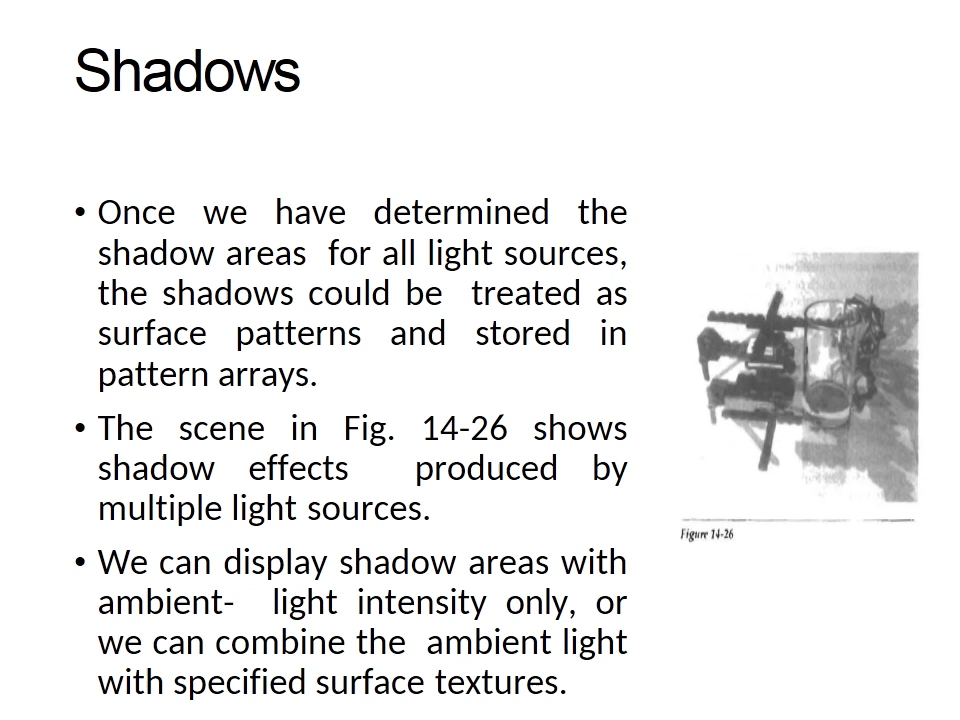 Shadows
• Once we have determined the
shadow areas for all light sources,
the shadows could be treated as
surface patterns and stored in
pattern arrays.
• The scene in Fig. 14-26 shows
shadow effects produced by
multiple light sources.
• We can display shadow areas with
ambient- light intensity only, or
we can combine the ambient light
with specified surface textures.
Figure 14-26